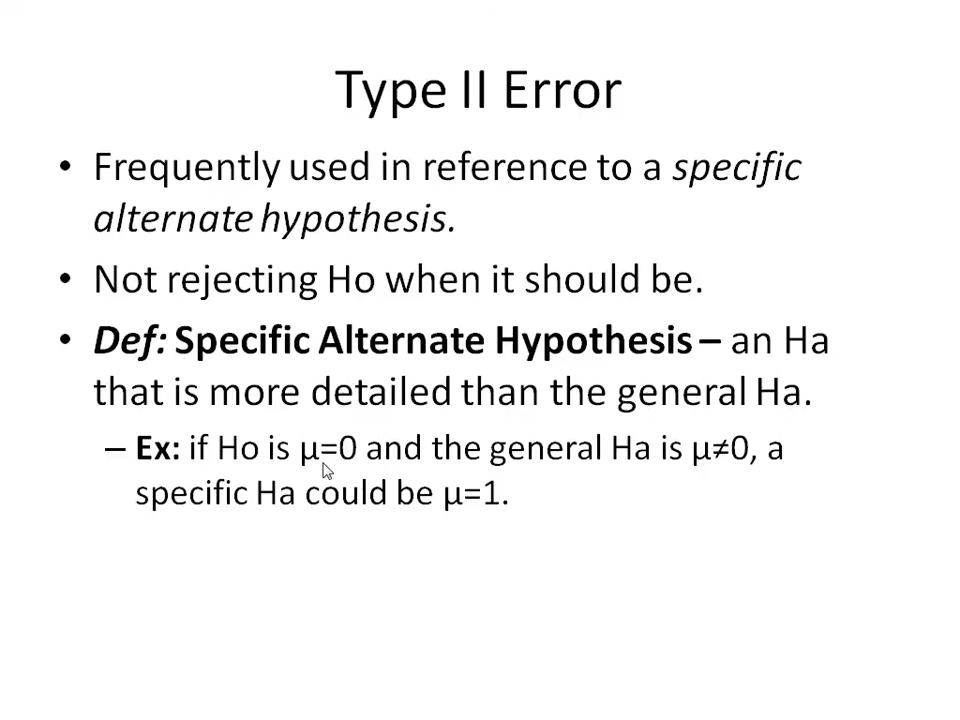 Type II Error
• Frequently used in reference to a specific
alternate hypothesis.
• Not rejecting Ho when it should be.
• Def: Specific Alternate Hypothesis – an Ha
that is more detailed than the general Ha.
– Ex: if Ho is µ=0 and the general Ha is µ≠0, a
specific Ha could be µ=1.